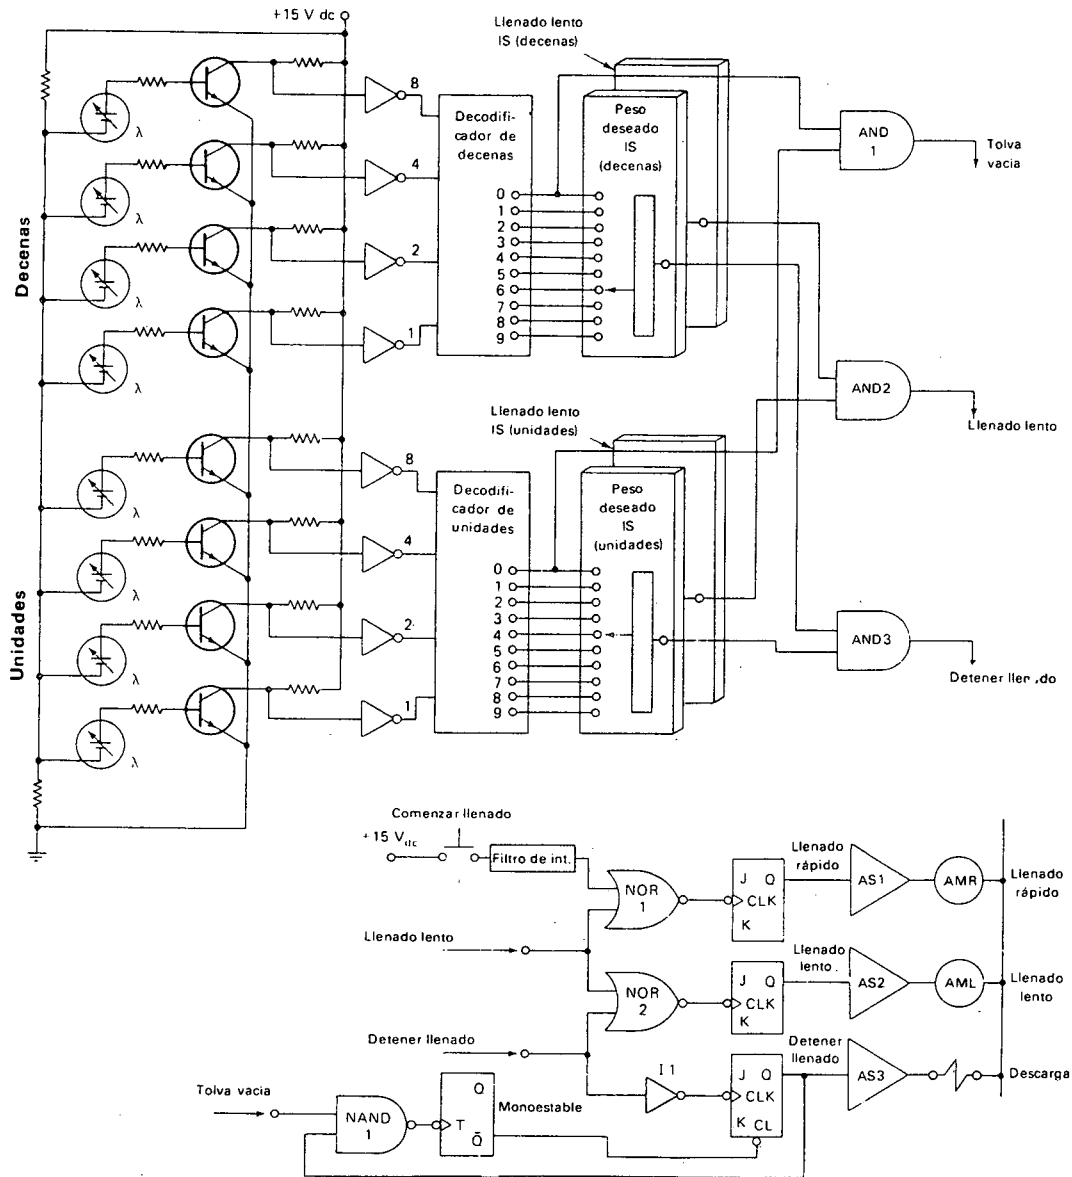 +15 V dc
Llenado lento
IS (decenas)
Decenas
λ
λ
λ
λ
8
4
2
1
Decodifi-
cador de
decenas
0
1
2
3
4
5
6
7
8
9
Peso
deseado
IS
(decenas)
AND
1
Tolva
vacia
AND2
Llenado lento
Llenado lento
IS (unidades)
Unidades
λ
λ
λ
λ
8
4
2
1
Decodifi-
cador de
unidades
0
1
2
3
4
5
6
7
8
9
Peso
deseado
IS
(unidades)
AND3
Detener llen do
Comenzar llenado
+15 Vdc
Filtro de int.
NOR
1
J Q
CLK
K
Llenado
rápido
AS1
AMR
Llenado
rápido
Llenado lento
NOR
2
J Q
CLK
K
Llenado
lento
AS2
AML
Llenado
lento
Detener llenado
I 1
J Q
CLK
K CL
Detener
llenado
AS3
Descarga
Tolva vacia
NAND
1
Q
T
Q̄
Monoestable